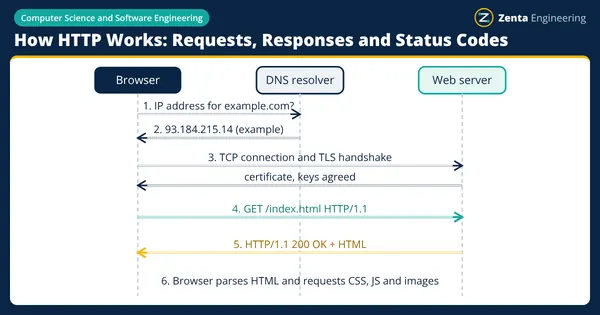 Computer Science and Software Engineering
Zenta Engineering
How HTTP Works: Requests, Responses and Status Codes
Browser
DNS resolver
Web server
1. IP address for example.com?
2. 93.184.215.14 (example)
3. TCP connection and TLS handshake
certificate, keys agreed
4. GET /index.html HTTP/1.1
5. HTTP/1.1 200 OK + HTML
6. Browser parses HTML and requests CSS, JS and images